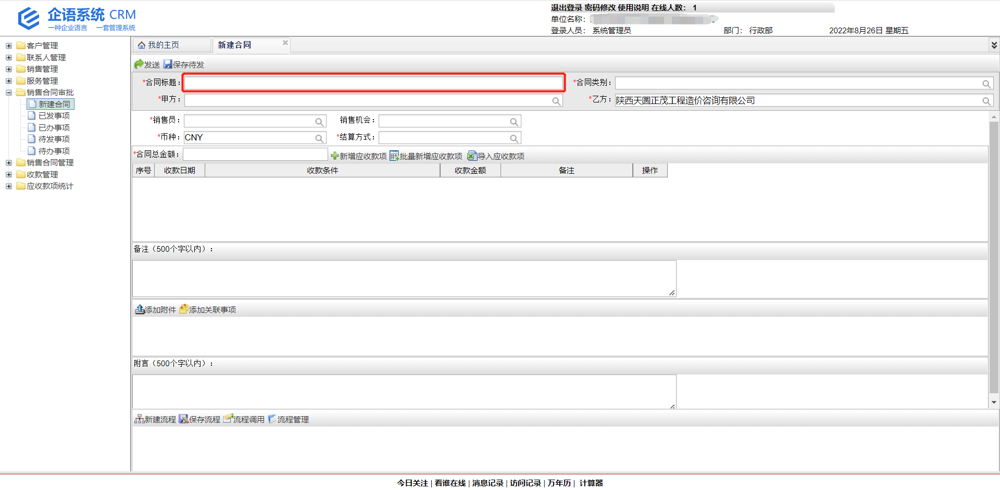 企语系统 CRM
一种企业语言 一套管理系统
退出登录 密码修改 使用说明 在线人数： 1
单位名称：
登录人员： 系统管理员 部门： 行政部 2022年8月26日 星期五
客户管理
联系人管理
销售管理
服务管理
销售合同审批
新建合同
已发事项
已办事项
待发事项
待办事项
销售合同管理
收款管理
应收款项统计
我的主页 新建合同
发送 保存待发
*合同标题： *合同类别：
*甲方： *乙方： 陕西天圆正茂工程造价咨询有限公司
*销售员： 销售机会：
*币种： CNY *结算方式：
*合同总金额： 新增应收款项 批量新增应收款项 导入应收款项
序号 收款日期 收款条件 收款金额 备注 操作
备注（500个字以内）：
添加附件 添加关联事项
附言（500个字以内）：
新建流程 保存流程 流程调用 流程管理
今日关注 | 看谁在线 | 消息记录 | 访问记录 | 万年历 | 计算器